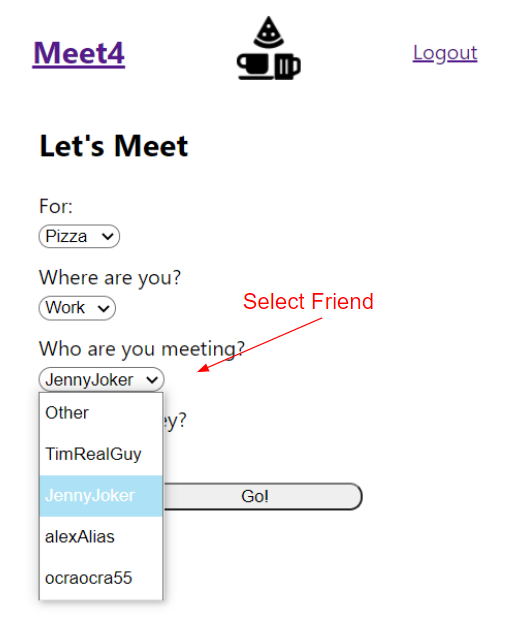 Meet4
Logout
Let's Meet
For:
Pizza
Where are you?
Work
Select Friend
Who are you meeting?
JennyJoker
Other
ey?
TimRealGuy
JennyJoker
Go!
alexAlias
ocraocra55